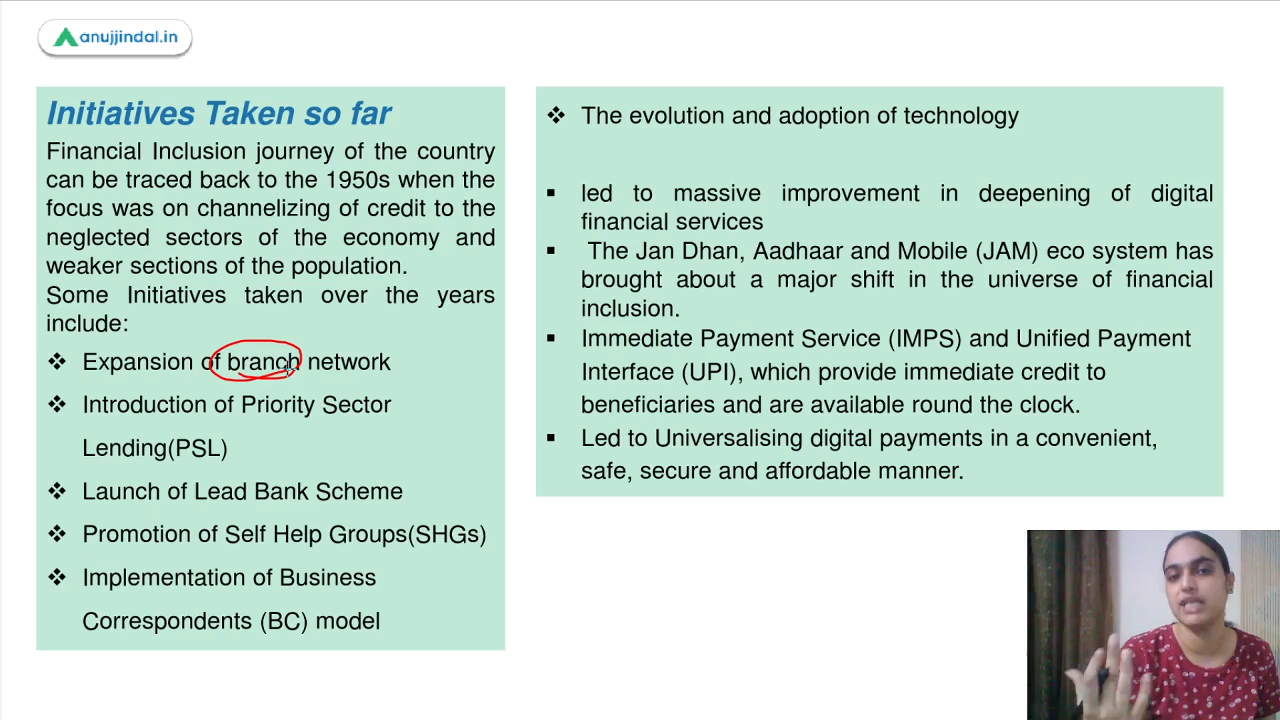 anujjindal.in
Initiatives Taken so far
Financial Inclusion journey of the country
can be traced back to the 1950s when the
focus was on channelizing of credit to the
neglected sectors of the economy and
weaker sections of the population.
Some Initiatives taken over the years
include:
❖ Expansion of branch network
❖ Introduction of Priority Sector
Lending(PSL)
❖ Launch of Lead Bank Scheme
❖ Promotion of Self Help Groups(SHGs)
❖ Implementation of Business
Correspondents (BC) model
❖ The evolution and adoption of technology
▪ led to massive improvement in deepening of digital
financial services
▪ The Jan Dhan, Aadhaar and Mobile (JAM) eco system has
brought about a major shift in the universe of financial
inclusion.
▪ Immediate Payment Service (IMPS) and Unified Payment
Interface (UPI), which provide immediate credit to
beneficiaries and are available round the clock.
▪ Led to Universalising digital payments in a convenient,
safe, secure and affordable manner.